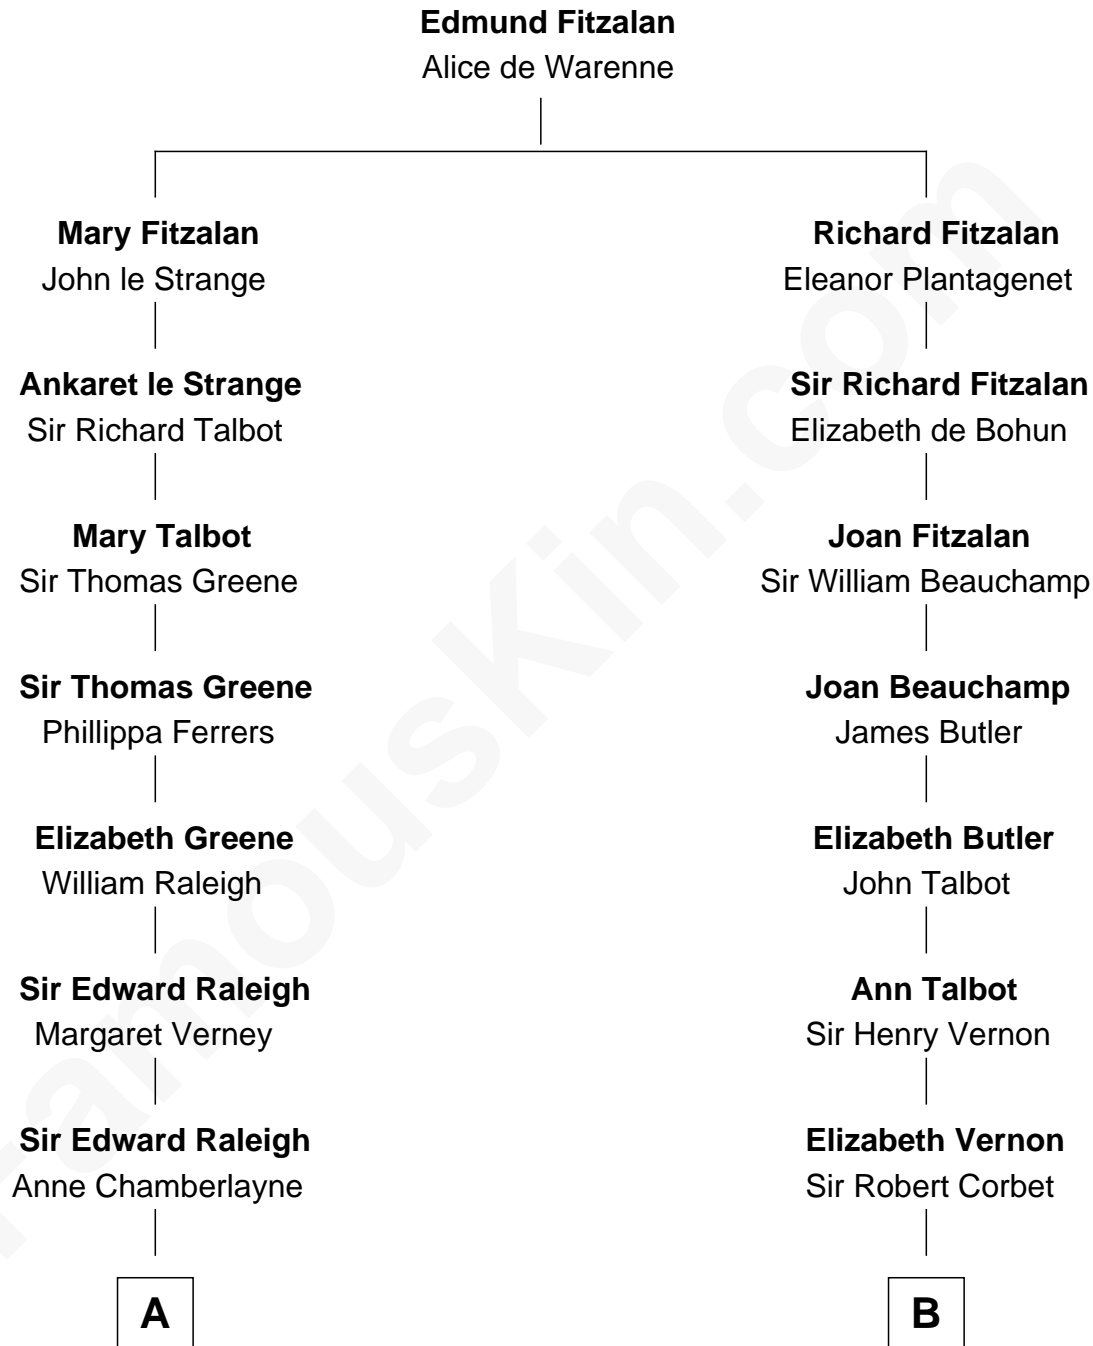 Edmund Fitzalan
Alice de Warenne
Mary Fitzalan
John le Strange
Richard Fitzalan
Eleanor Plantagenet
Ankaret le Strange
Sir Richard Talbot
Sir Richard Fitzalan
Elizabeth de Bohun
Mary Talbot
Sir Thomas Greene
Joan Fitzalan
Sir William Beauchamp
Sir Thomas Greene
Phillippa Ferrers
Joan Beauchamp
James Butler
Elizabeth Greene
William Raleigh
Elizabeth Butler
John Talbot
Sir Edward Raleigh
Margaret Verney
Ann Talbot
Sir Henry Vernon
Sir Edward Raleigh
Anne Chamberlayne
Elizabeth Vernon
Sir Robert Corbet
A
B
FamousKin.com